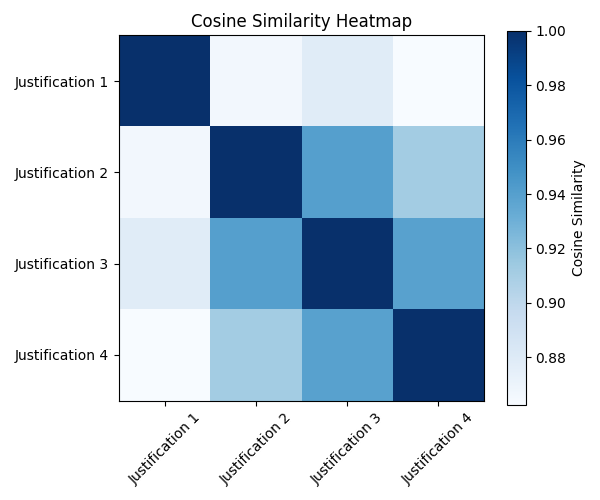 Cosine Similarity Heatmap
Justification 1
Justification 2
Justification 3
Justification 4
Justification 1
Justification 2
Justification 3
Justification 4
1.00
0.98
0.96
0.94
0.92
0.90
0.88
Cosine Similarity